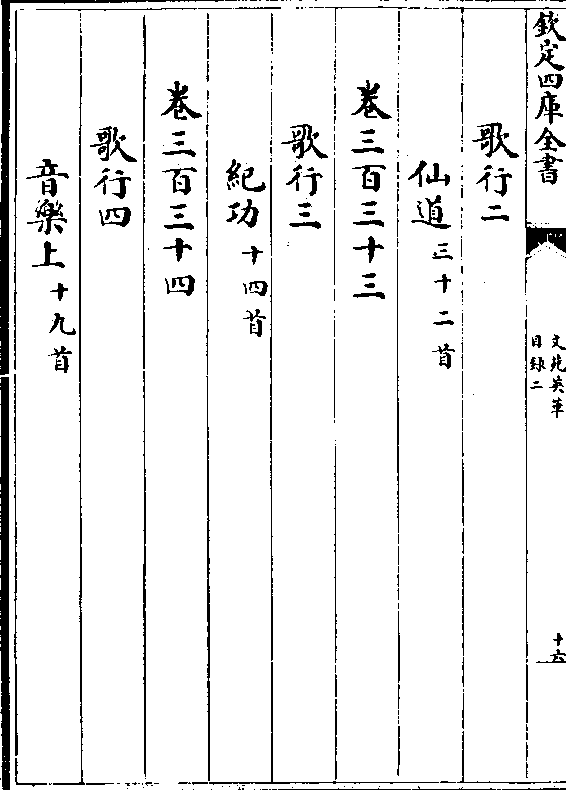 欽定四庫全書
文苑英華
目録二
十六
歌行二
仙道三十二首
卷三百三十三
歌行三
紀功十四首
卷三百三十四
歌行四
音樂上十九首